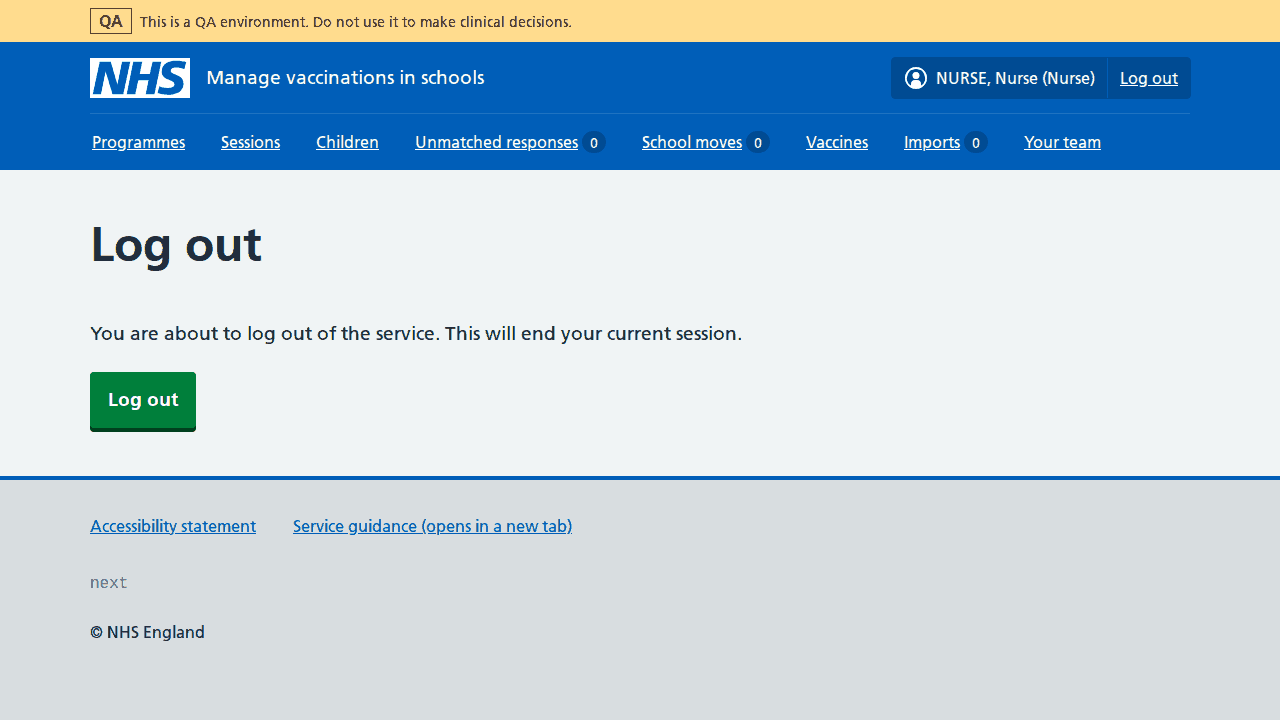 QA This is a QA environment. Do not use it to make clinical decisions.
NHS Manage vaccinations in schools NURSE, Nurse (Nurse) Log out
Programmes Sessions Children Unmatched responses 0 School moves 0 Vaccines Imports 0 Your team
Log out
You are about to log out of the service. This will end your current session.
Log out
Accessibility statement Service guidance (opens in a new tab)
next
© NHS England